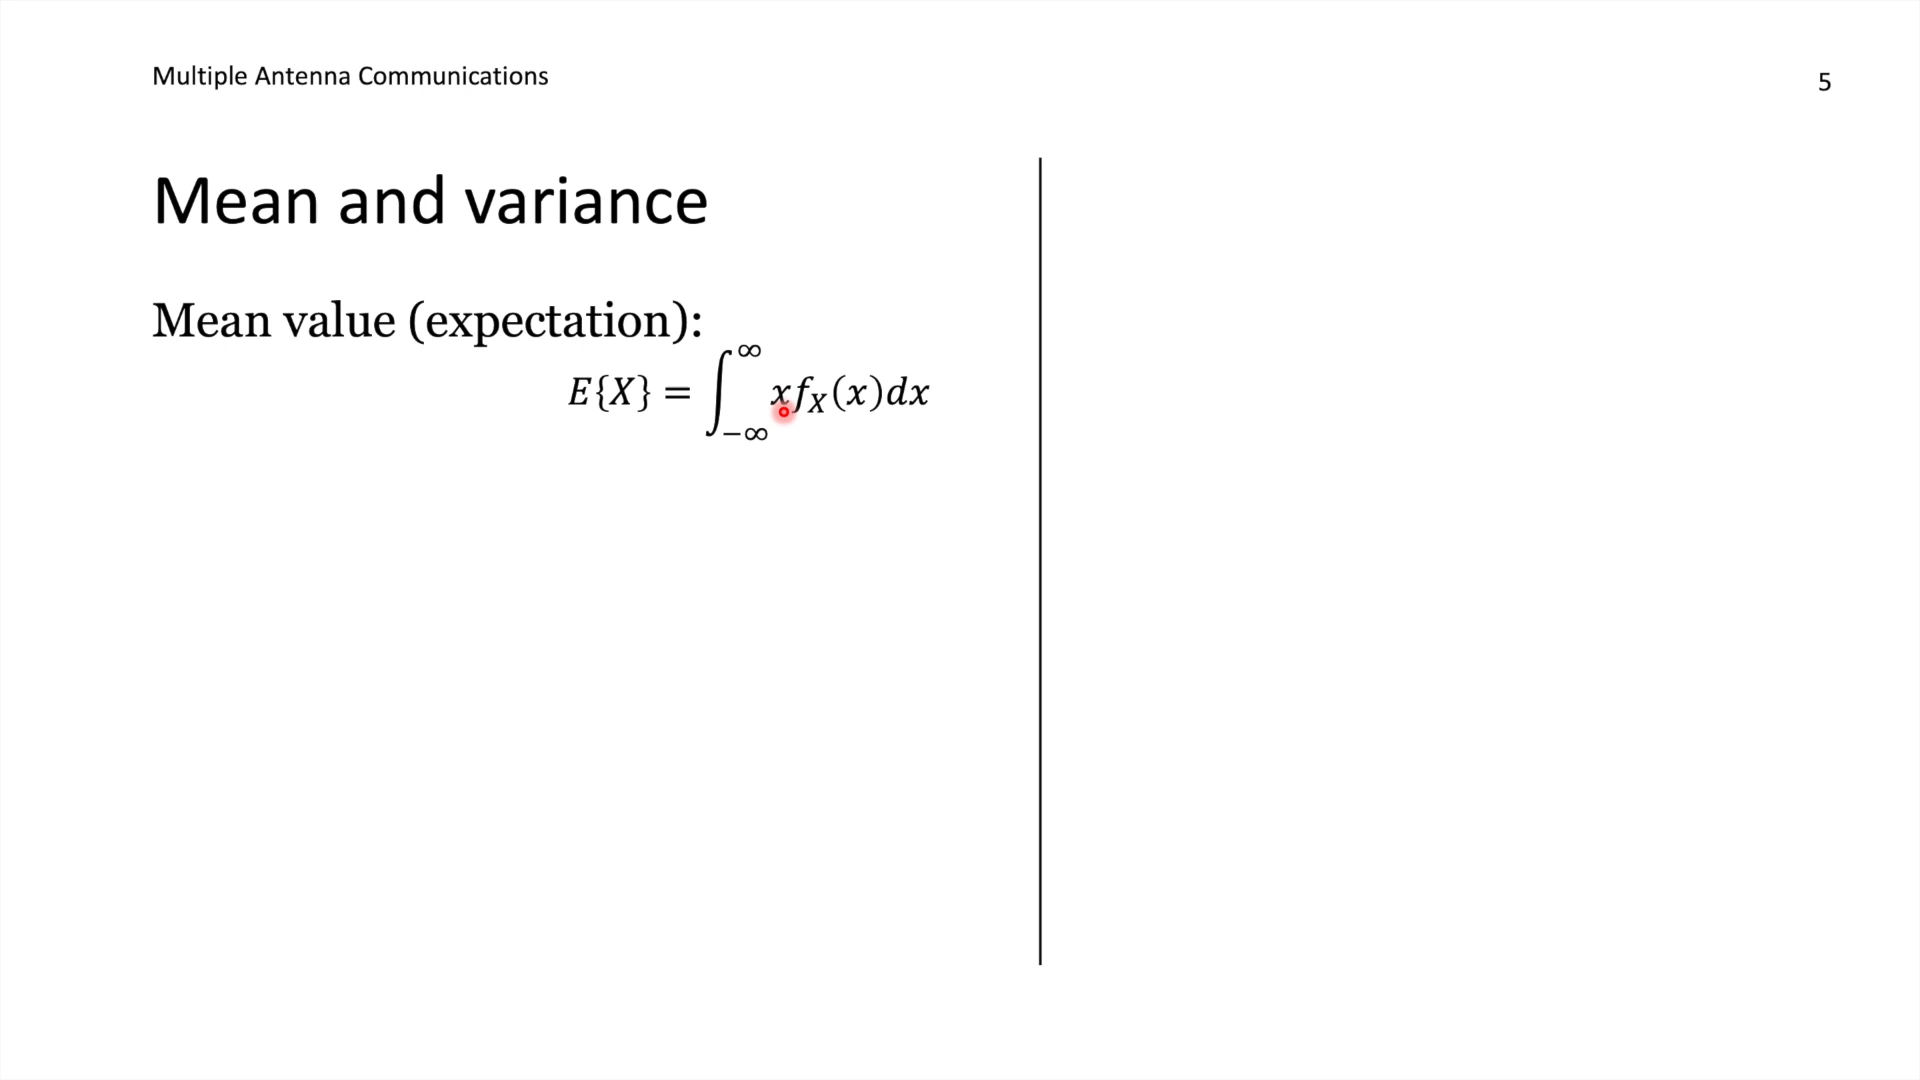 Multiple Antenna Communications
5
Mean and variance
Mean value (expectation):
E{X} = ∫_{-∞}^{∞} x f_X(x)dx